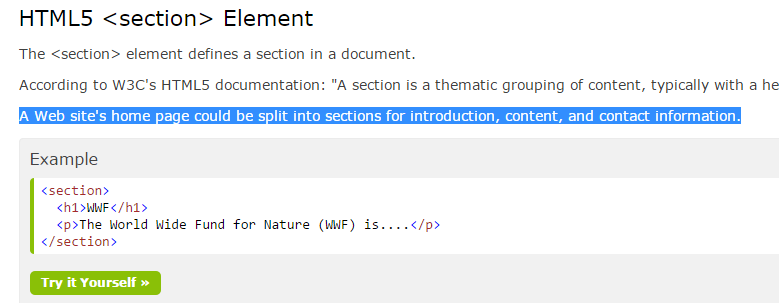 HTML5 <section> Element
The <section> element defines a section in a document.
According to W3C's HTML5 documentation: "A section is a thematic grouping of content, typically with a
A Web site's home page could be split into sections for introduction, content, and contact information.
Example
<section>
  <h1>WWF</h1>
  <p>The World Wide Fund for Nature (WWF) is....</p>
</section>
Try it Yourself »